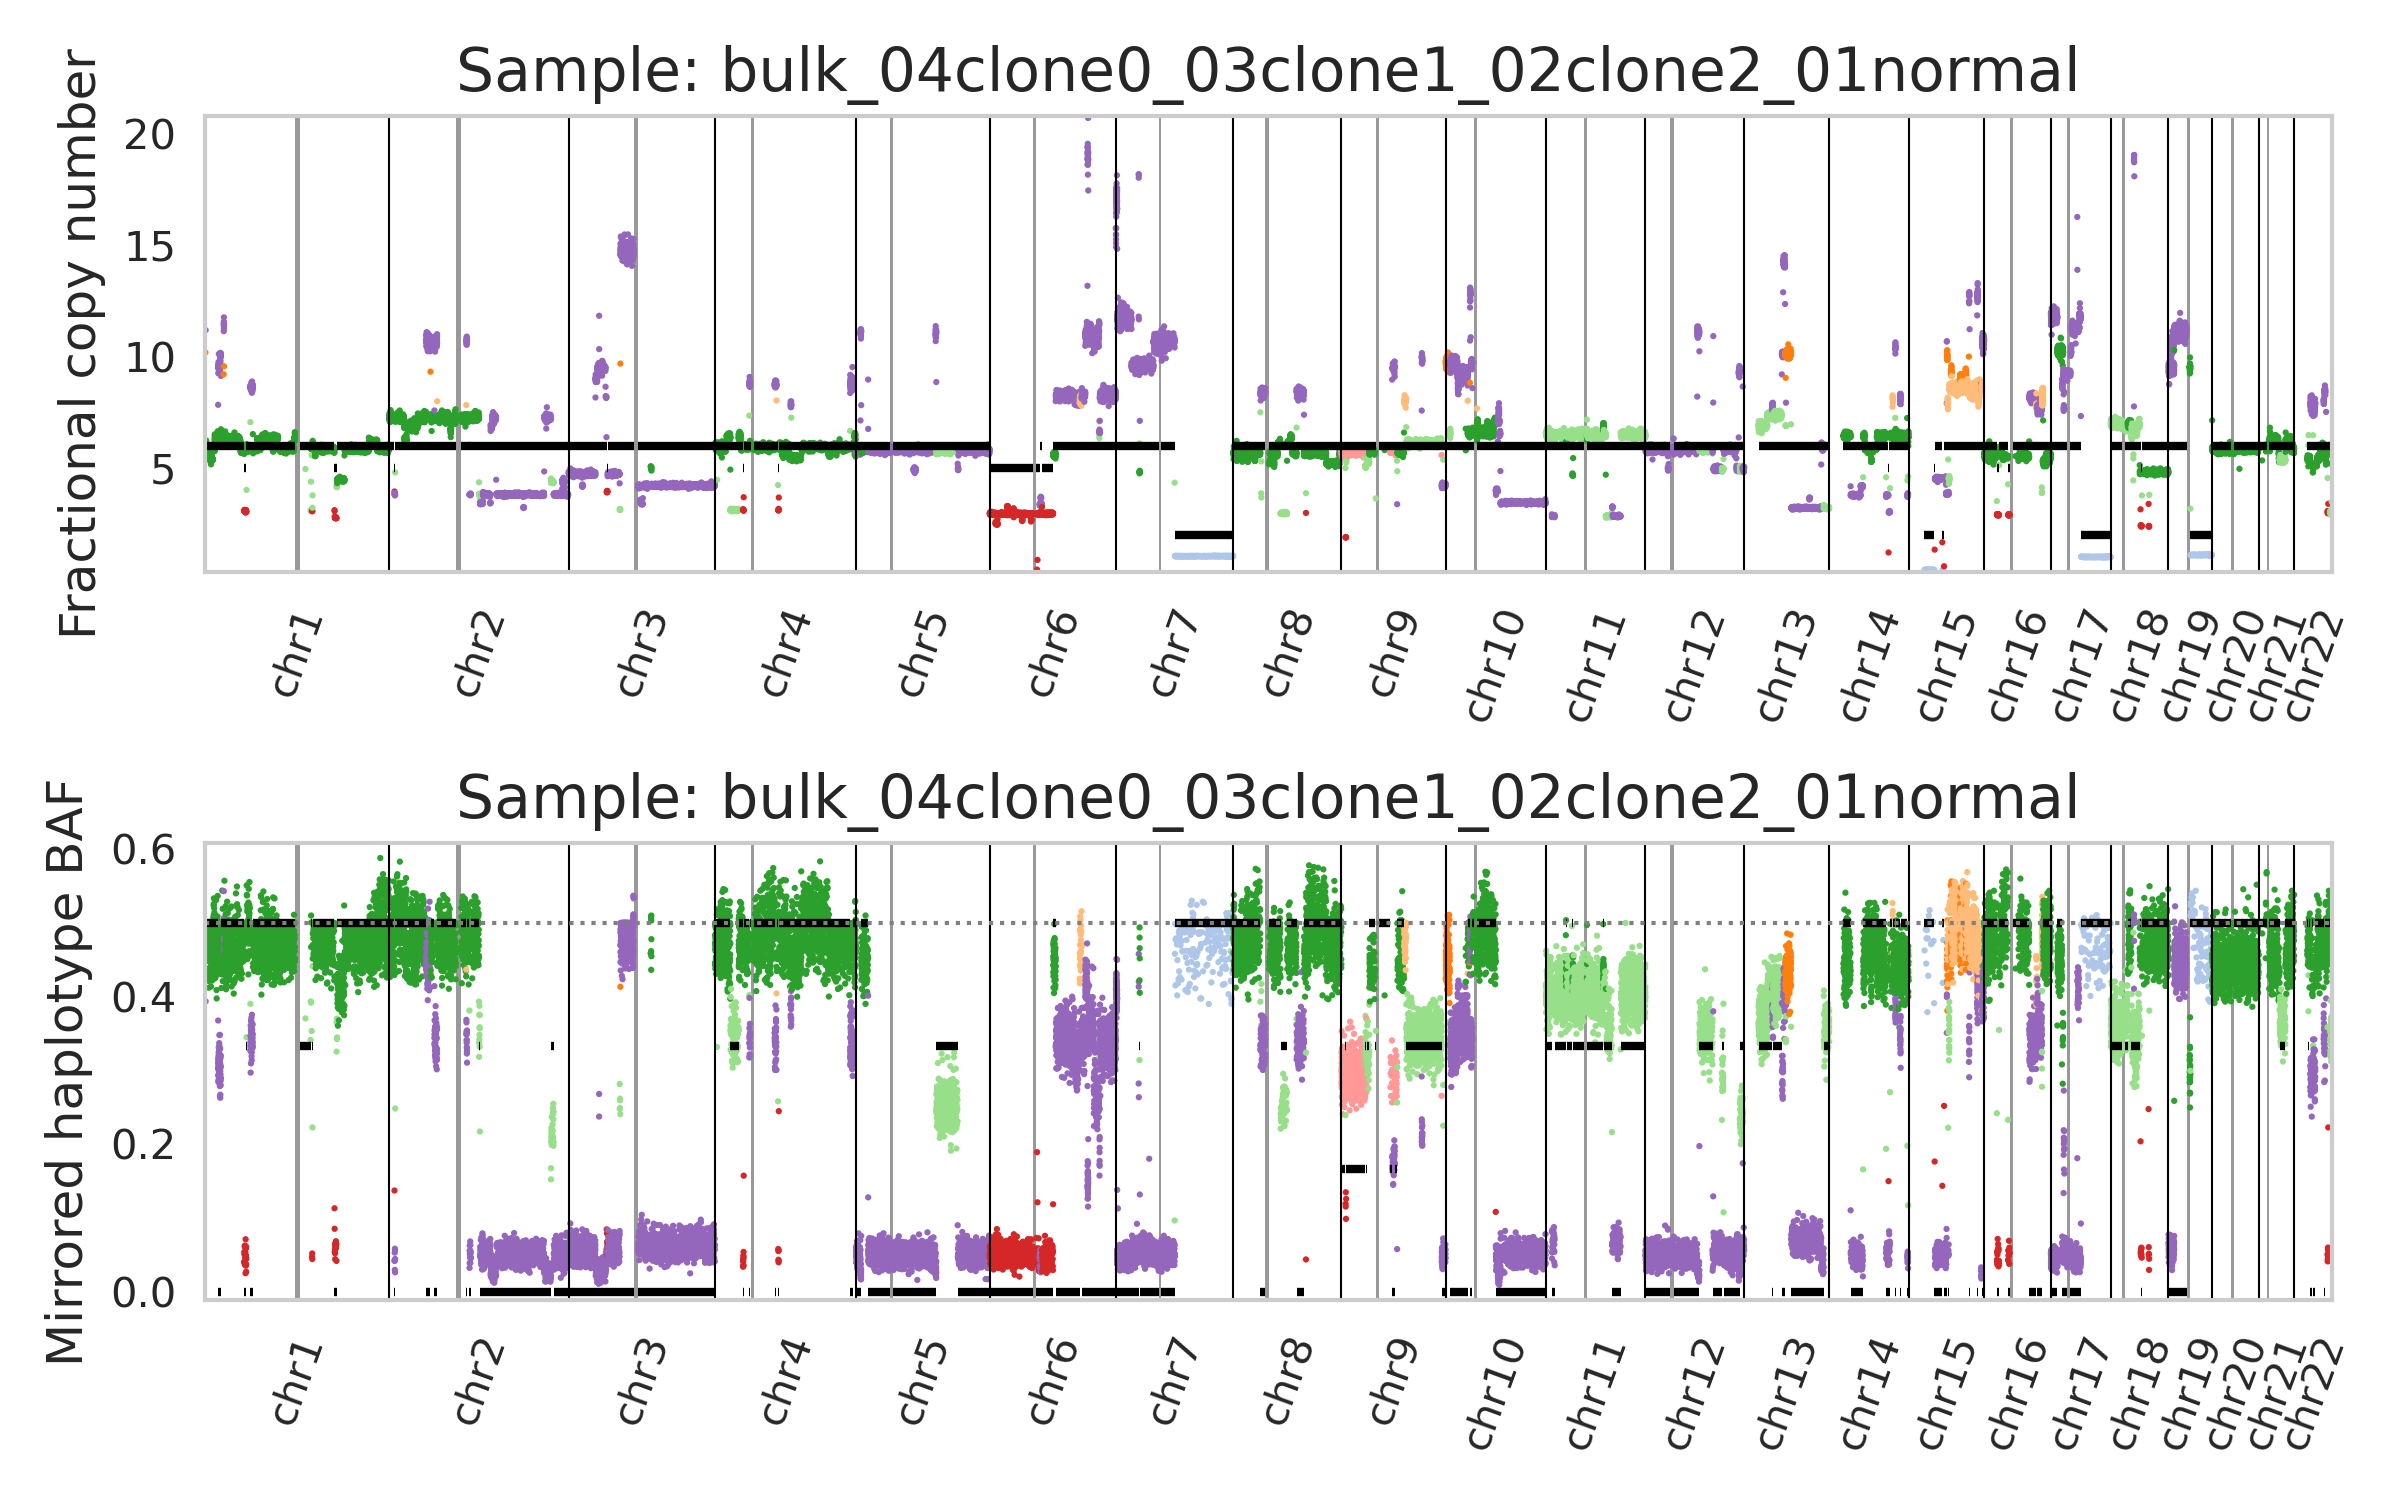 Sample: bulk_04clone0_03clone1_02clone2_01normal
Fractional copy number
20
15
10
5
chr1 chr2 chr3 chr4 chr5 chr6 chr7 chr8 chr9 chr10 chr11 chr12 chr13 chr14 chr15 chr16 chr17 chr18 chr19 chr20 chr21 chr22
Sample: bulk_04clone0_03clone1_02clone2_01normal
Mirrored haplotype BAF
0.6
0.4
0.2
0.0
chr1 chr2 chr3 chr4 chr5 chr6 chr7 chr8 chr9 chr10 chr11 chr12 chr13 chr14 chr15 chr16 chr17 chr18 chr19 chr20 chr21 chr22